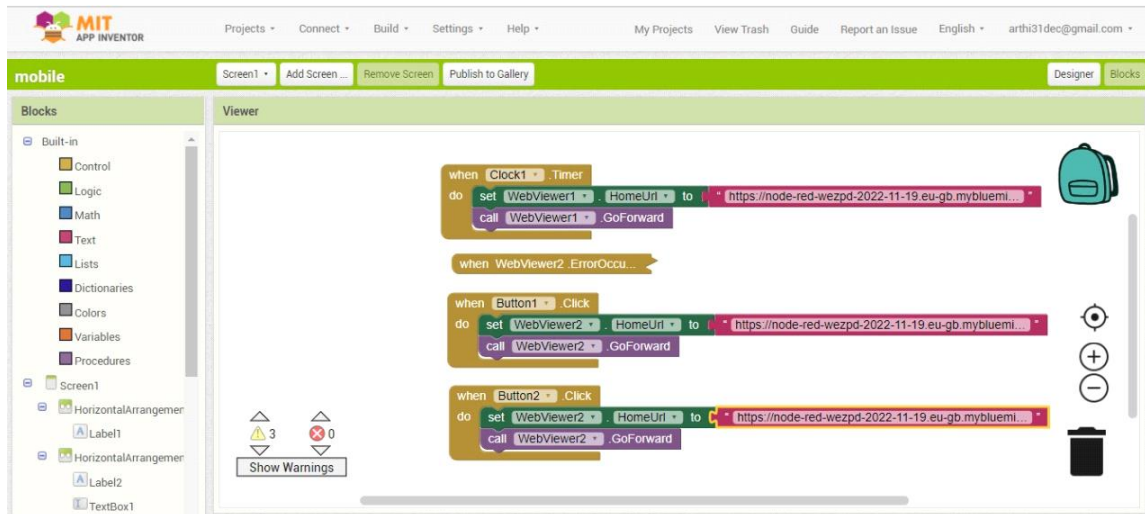 MIT
APP INVENTOR
Projects Connect Build Settings Help My Projects View Trash Guide Report an Issue English arthi31dec@gmail.com
mobile Screen1 Add Screen ... Remove Screen Publish to Gallery Designer Blocks
Blocks Viewer
Built-in
Control
Logic
Math
Text
Lists
Dictionaries
Colors
Variables
Procedures
Screen1
HorizontalArrangemen
A Label1
HorizontalArrangemen
A Label2
TextBox1
when Clock1 .Timer
do set WebViewer1 . HomeUrl to " https://node-red-wezpd-2022-11-19.eu-gb.mybluemi... "
call WebViewer1 .GoForward
when WebViewer2 .ErrorOccu...
when Button1 .Click
do set WebViewer2 . HomeUrl to " https://node-red-wezpd-2022-11-19.eu-gb.mybluemi... "
call WebViewer2 .GoForward
when Button2 .Click
do set WebViewer2 . HomeUrl to " https://node-red-wezpd-2022-11-19.eu-gb.mybluemi... "
call WebViewer2 .GoForward
3 0
Show Warnings